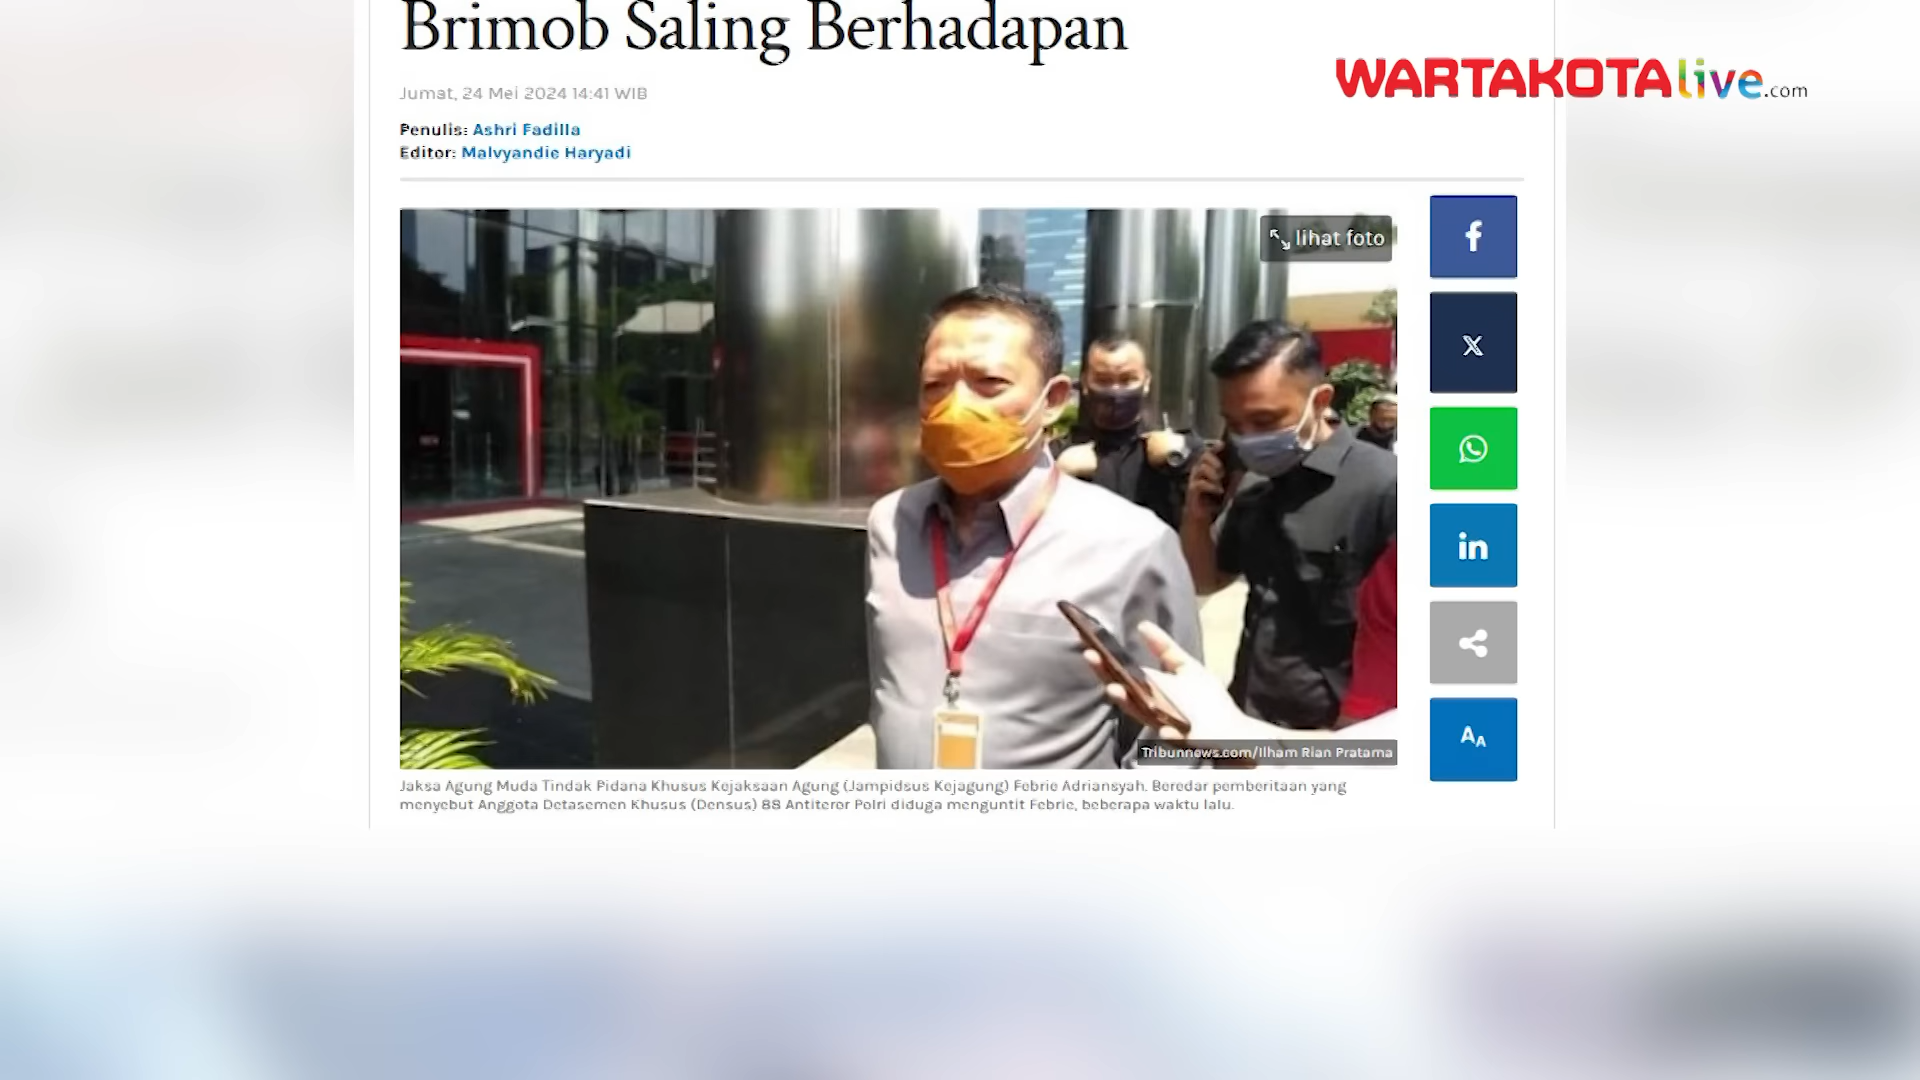 Brimob Saling Berhadapan
WARTAKOTAlive.com
Jumat, 24 Mei 2024 14:41 WIB
Penulis: Ashri Fadilla
Editor: Malvyandie Haryadi
lihat foto
Tribunnews.com/Ilham Rian Pratama
Jaksa Agung Muda Tindak Pidana Khusus Kejaksaan Agung (Jampidsus Kejagung) Febrie Adriansyah. Beredar pemberitaan yang
menyebut Anggota Detasemen Khusus (Densus) 88 Antiteror Polri diduga menguntit Febrie, beberapa waktu lalu.
f
X
in
AA